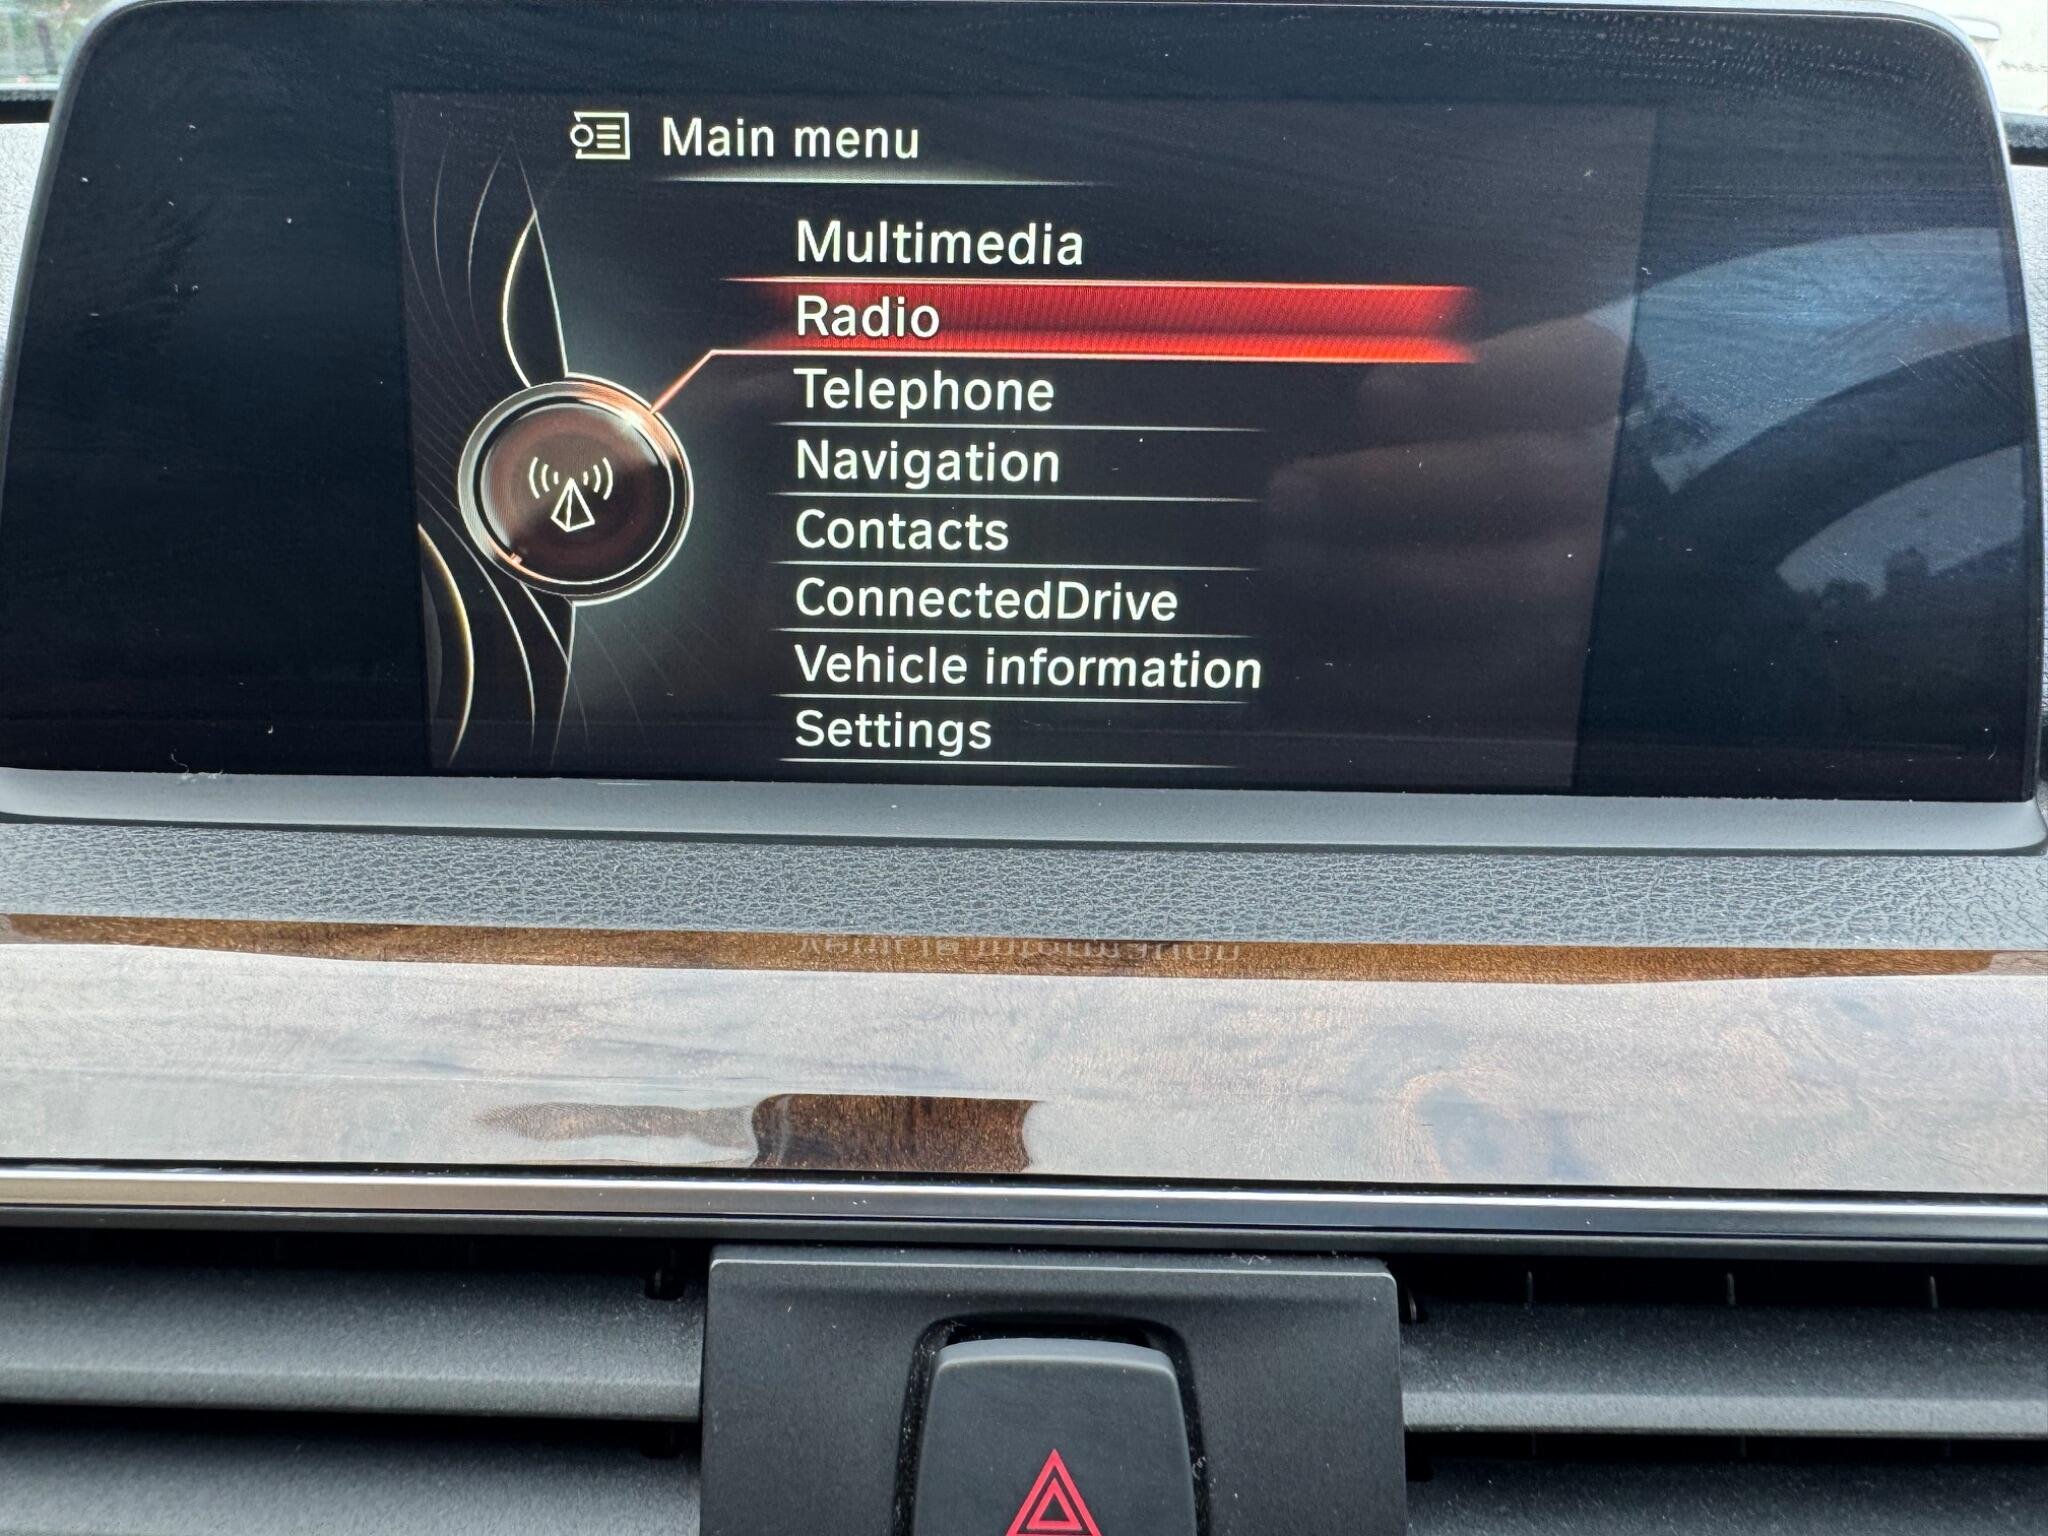 Main menu
Multimedia
Radio
Telephone
Navigation
Contacts
ConnectedDrive
Vehicle information
Settings